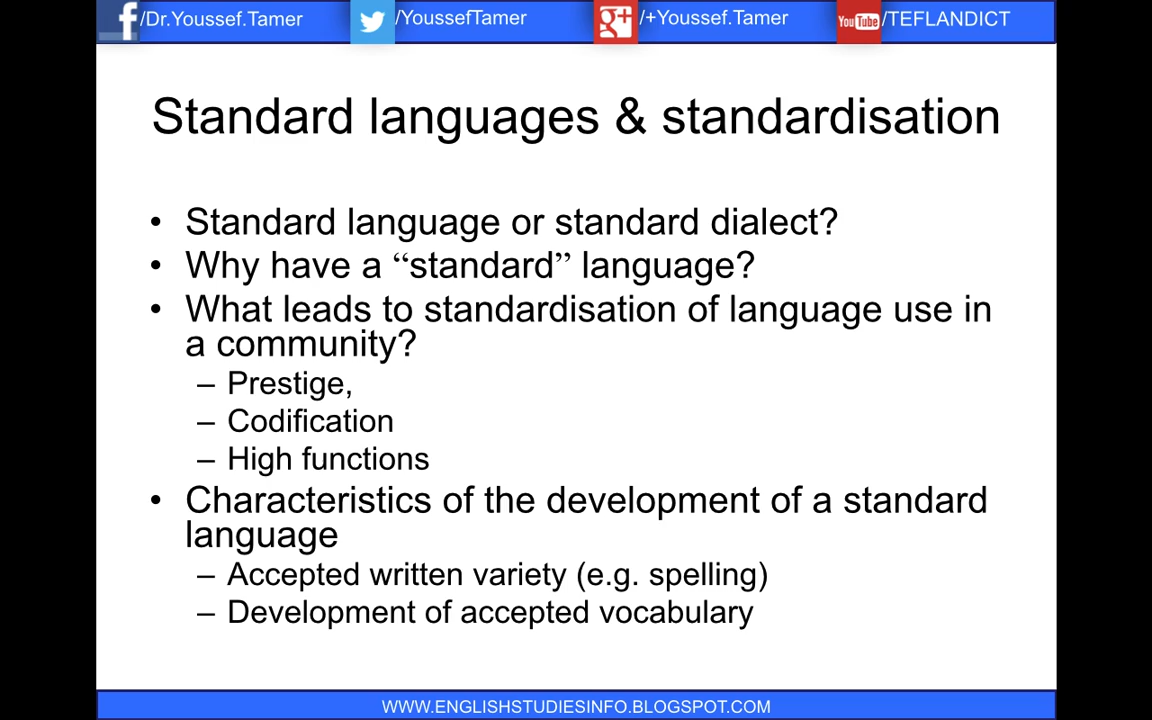 /Dr.Youssef.Tamer /YoussefTamer /+Youssef.Tamer You Tube /TEFLANDICT
Standard languages & standardisation
• Standard language or standard dialect?
• Why have a “standard” language?
• What leads to standardisation of language use in
a community?
– Prestige,
– Codification
– High functions
• Characteristics of the development of a standard
language
– Accepted written variety (e.g. spelling)
– Development of accepted vocabulary
WWW.ENGLISHSTUDIESINFO.BLOGSPOT.COM